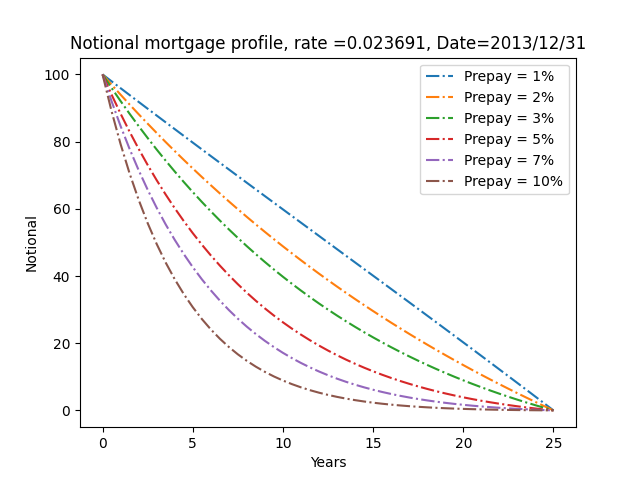 Notional mortgage profile, rate =0.023691, Date=2013/12/31
Notional
100
80
60
40
20
0
Prepay = 1%
Prepay = 2%
Prepay = 3%
Prepay = 5%
Prepay = 7%
Prepay = 10%
0 5 10 15 20 25
Years